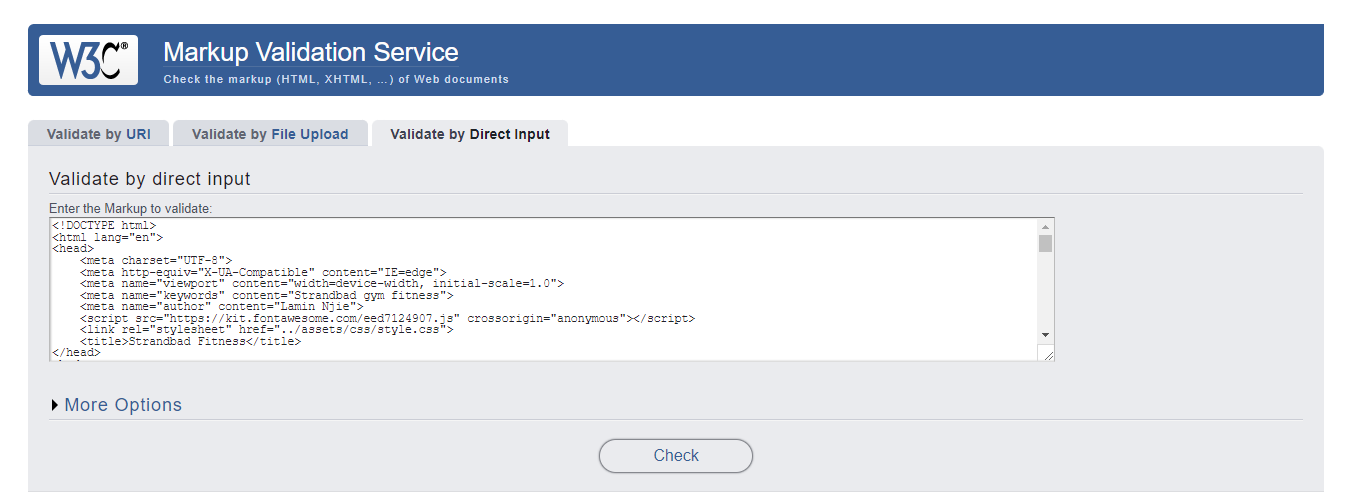 W3C®
Markup Validation Service
Check the markup (HTML, XHTML, …) of Web documents
Validate by URI
Validate by File Upload
Validate by Direct Input
Validate by direct input
Enter the Markup to validate:
<!DOCTYPE html>
<html lang="en">
<head>
    <meta charset="UTF-8">
    <meta http-equiv="X-UA-Compatible" content="IE=edge">
    <meta name="viewport" content="width=device-width, initial-scale=1.0">
    <meta name="keywords" content="Strandbad gym fitness">
    <meta name="author" content="Lamin Njie">
    <script src="https://kit.fontawesome.com/eed7124907.js" crossorigin="anonymous"></script>
    <link rel="stylesheet" href="../assets/css/style.css">
    <title>Strandbad Fitness</title>
</head>
More Options
Check